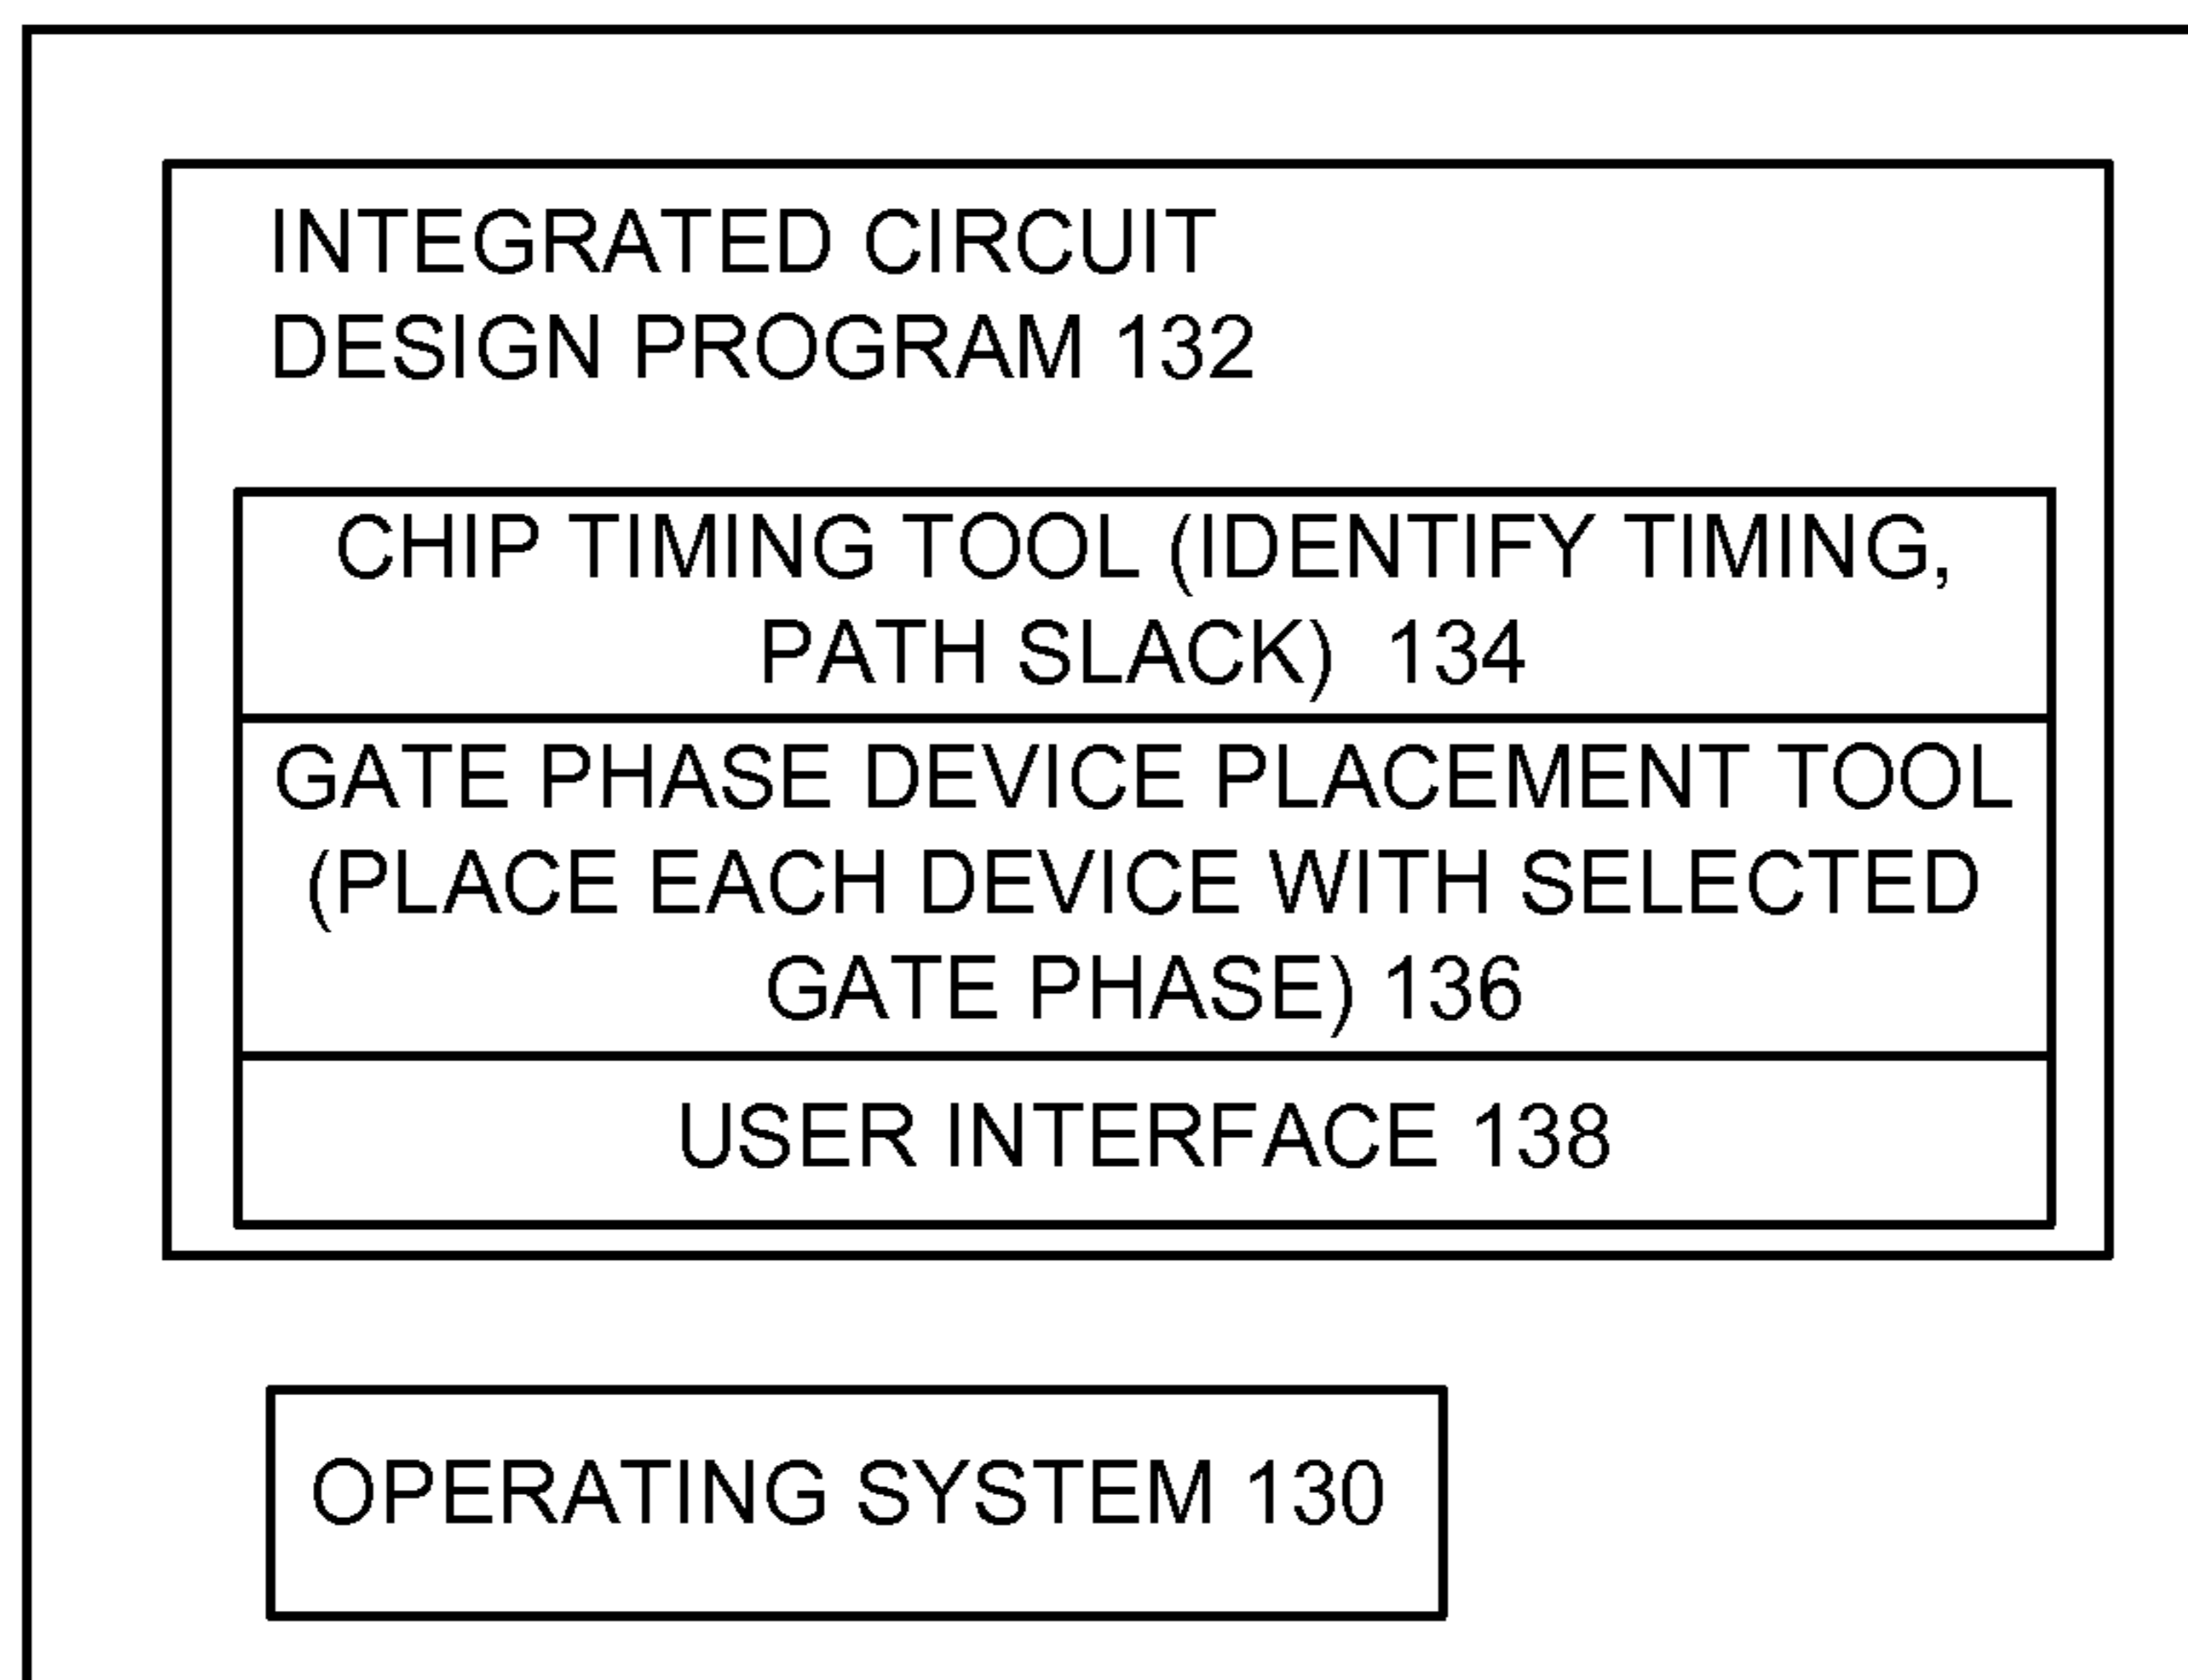 INTEGRATED CIRCUIT
DESIGN PROGRAM 132
CHIP TIMING TOOL (IDENTIFY TIMING,
PATH SLACK) 134
GATE PHASE DEVICE PLACEMENT TOOL
(PLACE EACH DEVICE WITH SELECTED
GATE PHASE) 136
USER INTERFACE 138
OPERATING SYSTEM 130